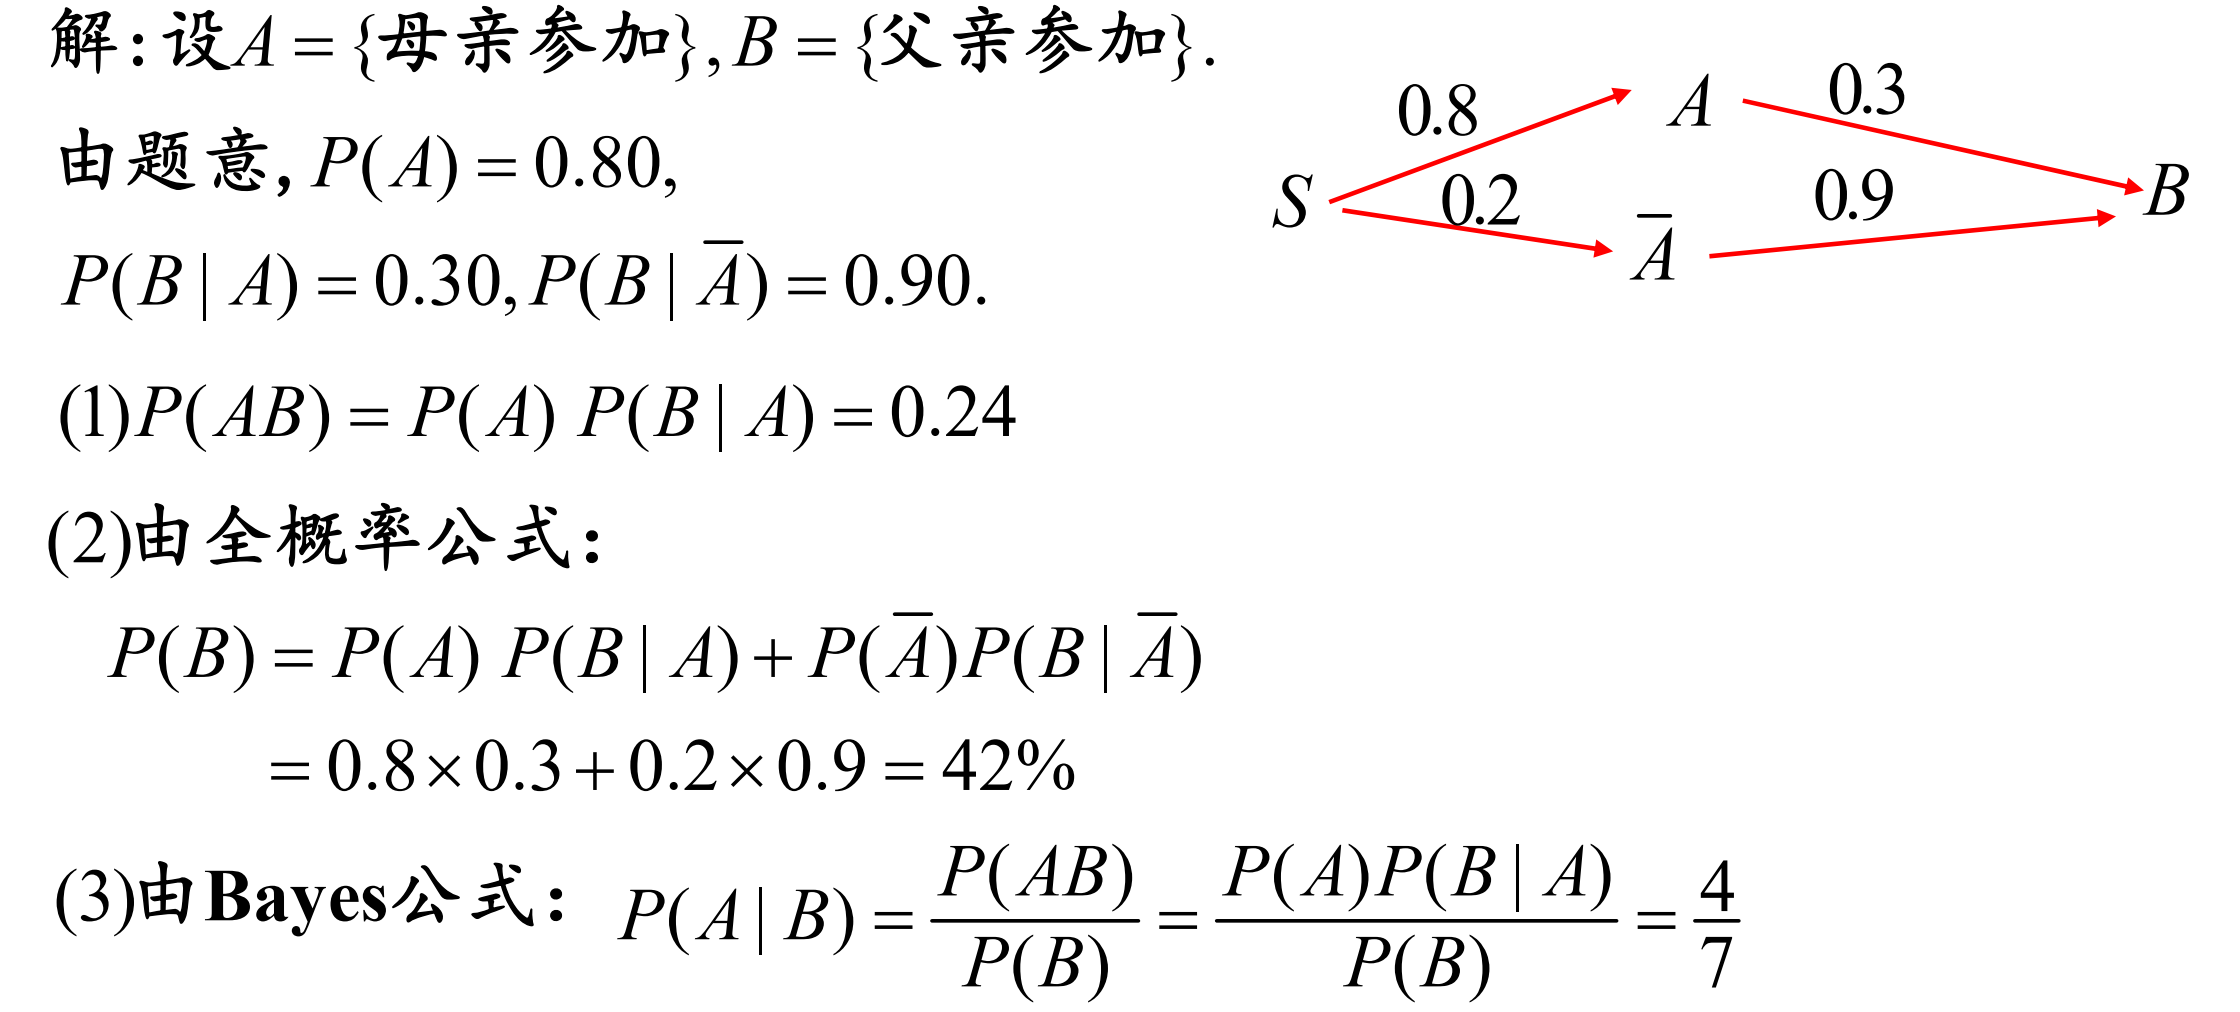 解:设A = {母亲参加}, B = {父亲参加}.
由题意, P(A) = 0.80,
P(B | A) = 0.30, P(B | A̅) = 0.90.
0.8
A
0.3
S
0.2
A̅
0.9
B
(1)P(AB) = P(A) P(B | A) = 0.24
(2)由全概率公式:
P(B) = P(A) P(B | A) + P(A̅)P(B | A̅)
= 0.8×0.3 + 0.2×0.9 = 42%
(3)由Bayes公式: P(A | B) = P(AB)/P(B) = P(A)P(B | A)/P(B) = 4/7